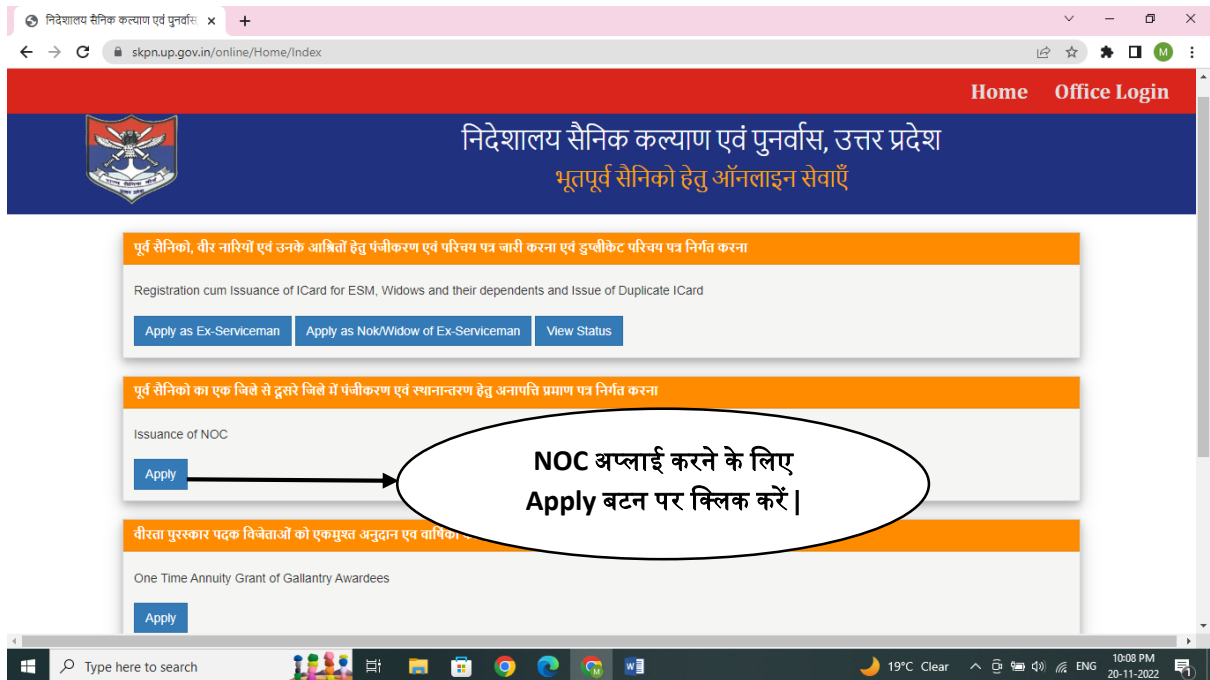 निदेशालय सैनिक कल्याण एवं पुनर्वास,
skpn.up.gov.in/online/Home/Index
M
Home Office Login
निदेशालय सैनिक कल्याण एवं पुनर्वास, उत्तर प्रदेश
भूतपूर्व सैनिको हेतु ऑनलाइन सेवाएँ
पूर्व सैनिको, वीर नारियों एवं उनके आश्रितों हेतु पंजीकरण एवं परिचय पत्र जारी करना एवं डुप्लीकेट परिचय पत्र निर्गत करना
Registration cum Issuance of ICard for ESM, Widows and their dependents and Issue of Duplicate ICard
Apply as Ex-Serviceman Apply as Nok/Widow of Ex-Serviceman View Status
पूर्व सैनिको का एक जिले से दूसरे जिले में पंजीकरण एवं स्थानान्तरण हेतु अनापत्ति प्रमाण पत्र निर्गत करना
Issuance of NOC
Apply
NOC अप्लाई करने के लिए
Apply बटन पर क्लिक करें|
वीरता पुरस्कार पदक विजेताओं को एकमुश्त अनुदान एव वार्षिकी
One Time Annuity Grant of Gallantry Awardees
Apply
Type here to search
19°C Clear
ENG
10:08 PM
20-11-2022
1